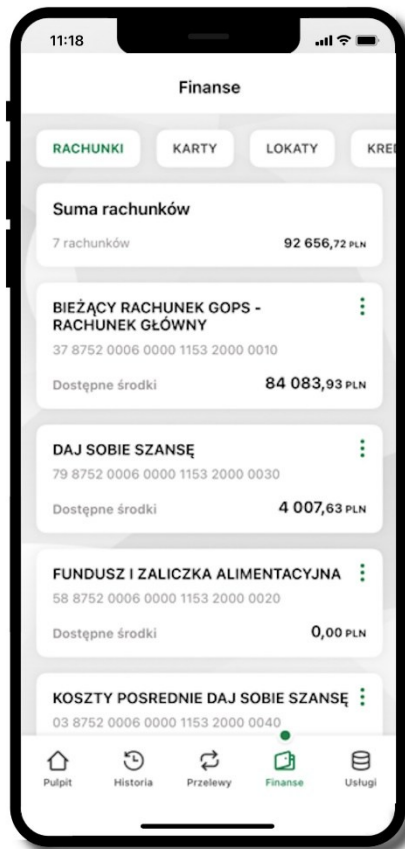 11:18
Finanse
RACHUNKI KARTY LOKATY KRE
Suma rachunków
7 rachunków 92 656,72 PLN
BIEŻĄCY RACHUNEK GOPS -
RACHUNEK GŁÓWNY
37 8752 0006 0000 1153 2000 0010
Dostępne środki 84 083,93 PLN
DAJ SOBIE SZANSĘ
79 8752 0006 0000 1153 2000 0030
Dostępne środki 4 007,63 PLN
FUNDUSZ I ZALICZKA ALIMENTACYJNA
58 8752 0006 0000 1153 2000 0020
Dostępne środki 0,00 PLN
KOSZTY POSREDNIE DAJ SOBIE SZANSĘ
03 8752 0006 0000 1153 2000 0040
Pulpit Historia Przelewy Finanse Usługi